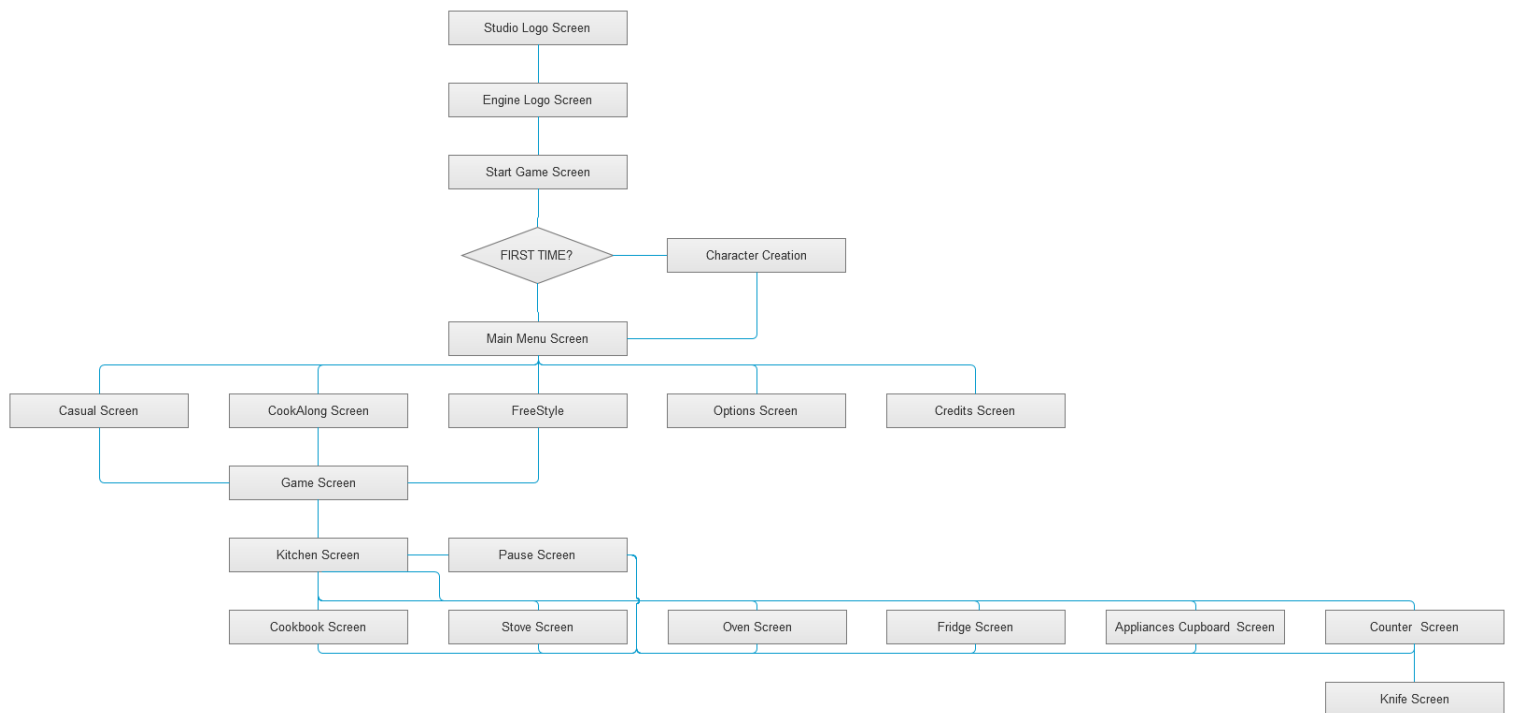 Studio Logo Screen
Engine Logo Screen
Start Game Screen
FIRST TIME?
Character Creation
Main Menu Screen
Casual Screen
CookAlong Screen
FreeStyle
Options Screen
Credits Screen
Game Screen
Kitchen Screen
Pause Screen
Cookbook Screen
Stove Screen
Oven Screen
Fridge Screen
Appliances Cupboard  Screen
Counter  Screen
Knife Screen